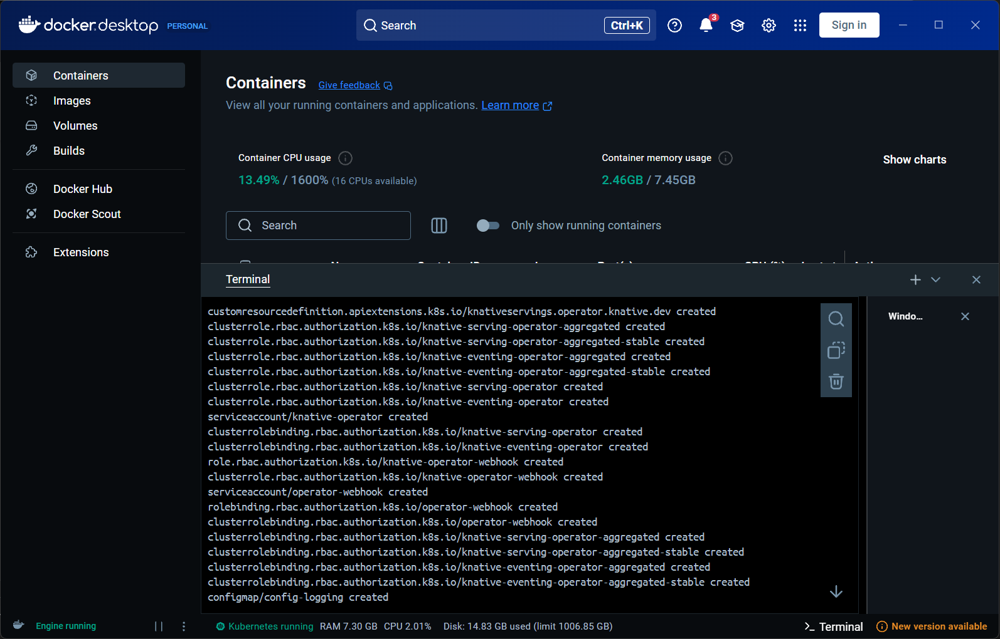 docker desktop PERSONAL
Search Ctrl+K
3
Sign in
Containers
Images
Volumes
Builds
Docker Hub
Docker Scout
Extensions
Containers Give feedback
View all your running containers and applications. Learn more
Container CPU usage
13.49% / 1600% (16 CPUs available)
Container memory usage
2.46GB / 7.45GB
Show charts
Search
Only show running containers
Terminal
customresourcedefinition.apiextensions.k8s.io/knativeservings.operator.knative.dev created
clusterrole.rbac.authorization.k8s.io/knative-serving-operator-aggregated created
clusterrole.rbac.authorization.k8s.io/knative-serving-operator-aggregated-stable created
clusterrole.rbac.authorization.k8s.io/knative-eventing-operator-aggregated created
clusterrole.rbac.authorization.k8s.io/knative-eventing-operator-aggregated-stable created
clusterrole.rbac.authorization.k8s.io/knative-serving-operator created
clusterrole.rbac.authorization.k8s.io/knative-eventing-operator created
serviceaccount/knative-operator created
clusterrolebinding.rbac.authorization.k8s.io/knative-serving-operator created
clusterrolebinding.rbac.authorization.k8s.io/knative-eventing-operator created
role.rbac.authorization.k8s.io/knative-operator-webhook created
clusterrole.rbac.authorization.k8s.io/knative-operator-webhook created
serviceaccount/operator-webhook created
rolebinding.rbac.authorization.k8s.io/operator-webhook created
clusterrolebinding.rbac.authorization.k8s.io/operator-webhook created
clusterrolebinding.rbac.authorization.k8s.io/knative-serving-operator-aggregated created
clusterrolebinding.rbac.authorization.k8s.io/knative-serving-operator-aggregated-stable created
clusterrolebinding.rbac.authorization.k8s.io/knative-eventing-operator-aggregated created
clusterrolebinding.rbac.authorization.k8s.io/knative-eventing-operator-aggregated-stable created
configmap/config-logging created
Windo...
Engine running
Kubernetes running RAM 7.30 GB CPU 2.01% Disk: 14.83 GB used (limit 1006.85 GB)
Terminal
New version available